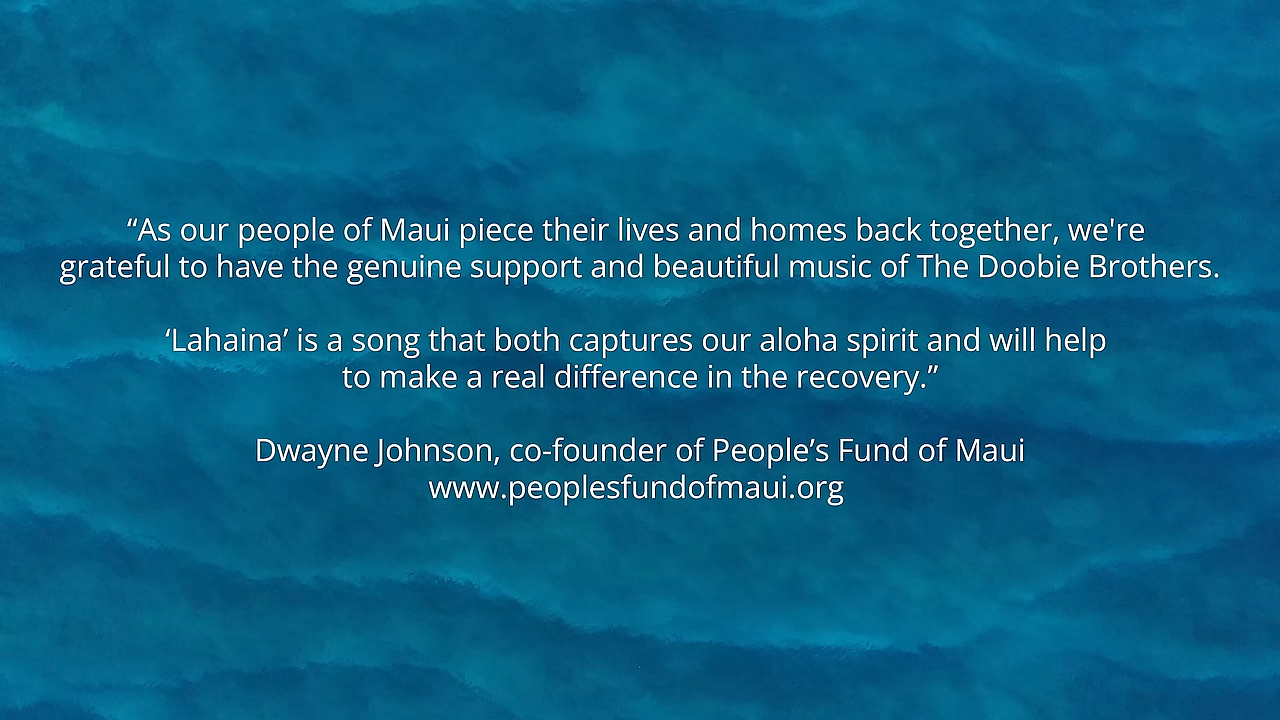 “As our people of Maui piece their lives and homes back together, we're
grateful to have the genuine support and beautiful music of The Doobie Brothers.
‘Lahaina’ is a song that both captures our aloha spirit and will help
to make a real difference in the recovery.”
Dwayne Johnson, co-founder of People’s Fund of Maui
www.peoplesfundofmaui.org